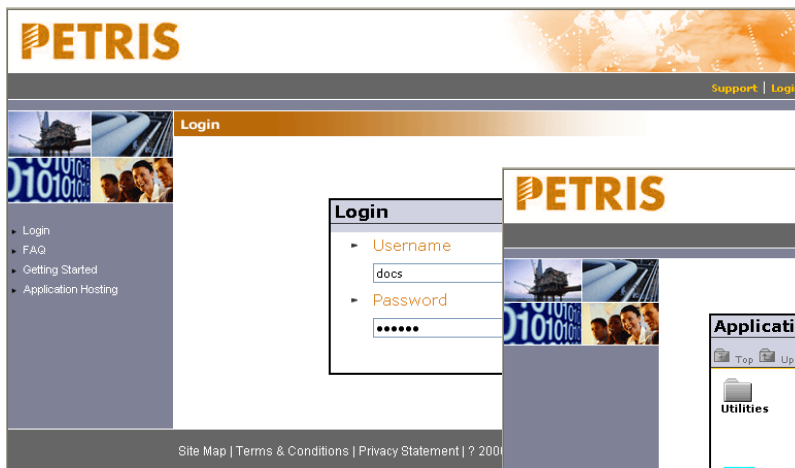 PETRIS
Support | Logi
Login
Login
FAQ
Getting Started
Application Hosting
Login
Username
docs
Password
Site Map | Terms & Conditions | Privacy Statement | ? 200
PETRIS
Applicati
Top Up
Utilities